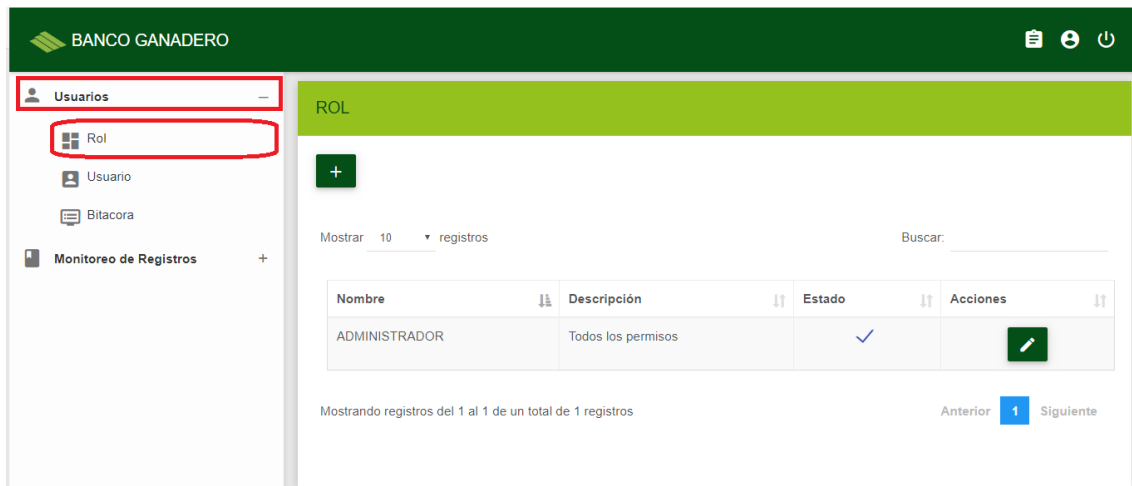 BANCO GANADERO
Usuarios
Rol
Usuario
Bitacora
Monitoreo de Registros
ROL
Mostrar 10 registros
Buscar:
Nombre Descripción Estado Acciones
ADMINISTRADOR Todos los permisos
Mostrando registros del 1 al 1 de un total de 1 registros
Anterior 1 Siguiente